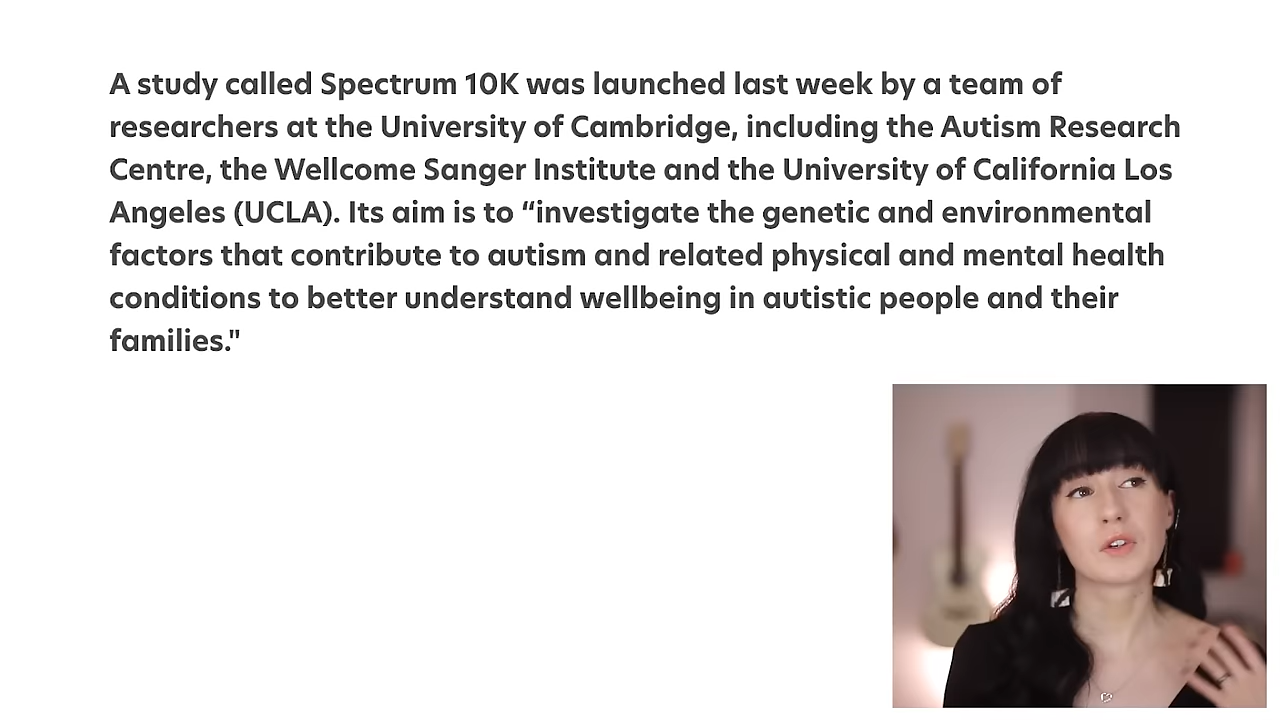 A study called Spectrum 10K was launched last week by a team of
researchers at the University of Cambridge, including the Autism Research
Centre, the Wellcome Sanger Institute and the University of California Los
Angeles (UCLA). Its aim is to “investigate the genetic and environmental
factors that contribute to autism and related physical and mental health
conditions to better understand wellbeing in autistic people and their
families."